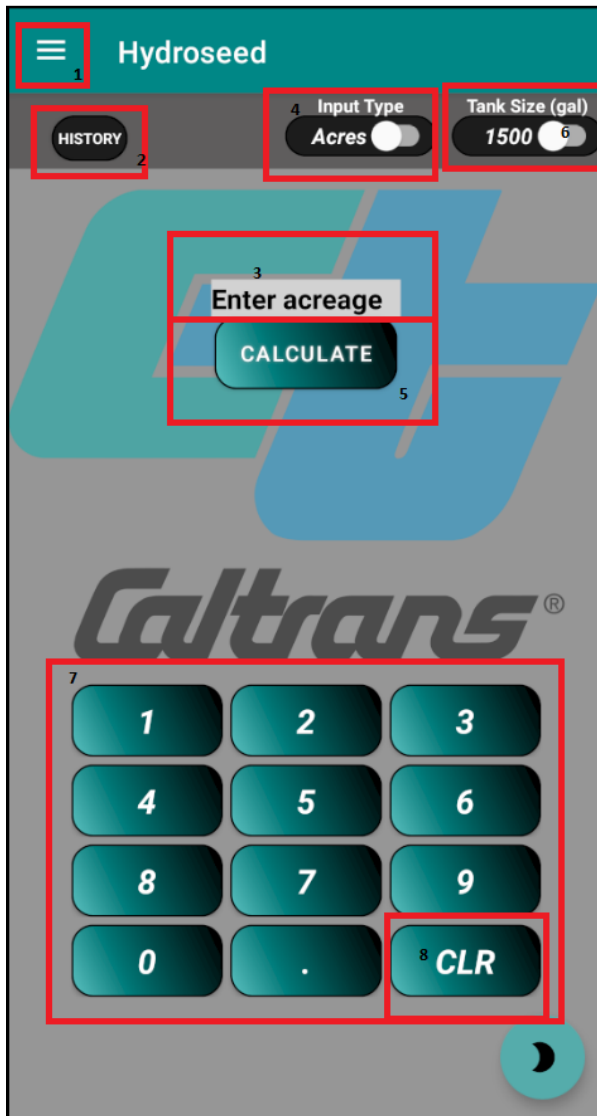 1
Hydroseed
HISTORY
2
4
Input Type
Acres
Tank Size (gal)
1500
6
3
Enter acreage
CALCULATE
5
Caltrans®
7
1 2 3
4 5 6
8 7 9
0 . 8 CLR